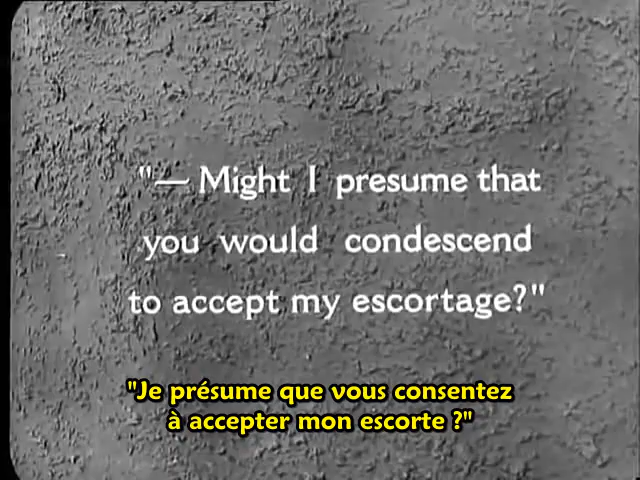 "— Might I presume that
you would condescend
to accept my escortage?"
"Je présume que vous consentez
à accepter mon escorte ?"